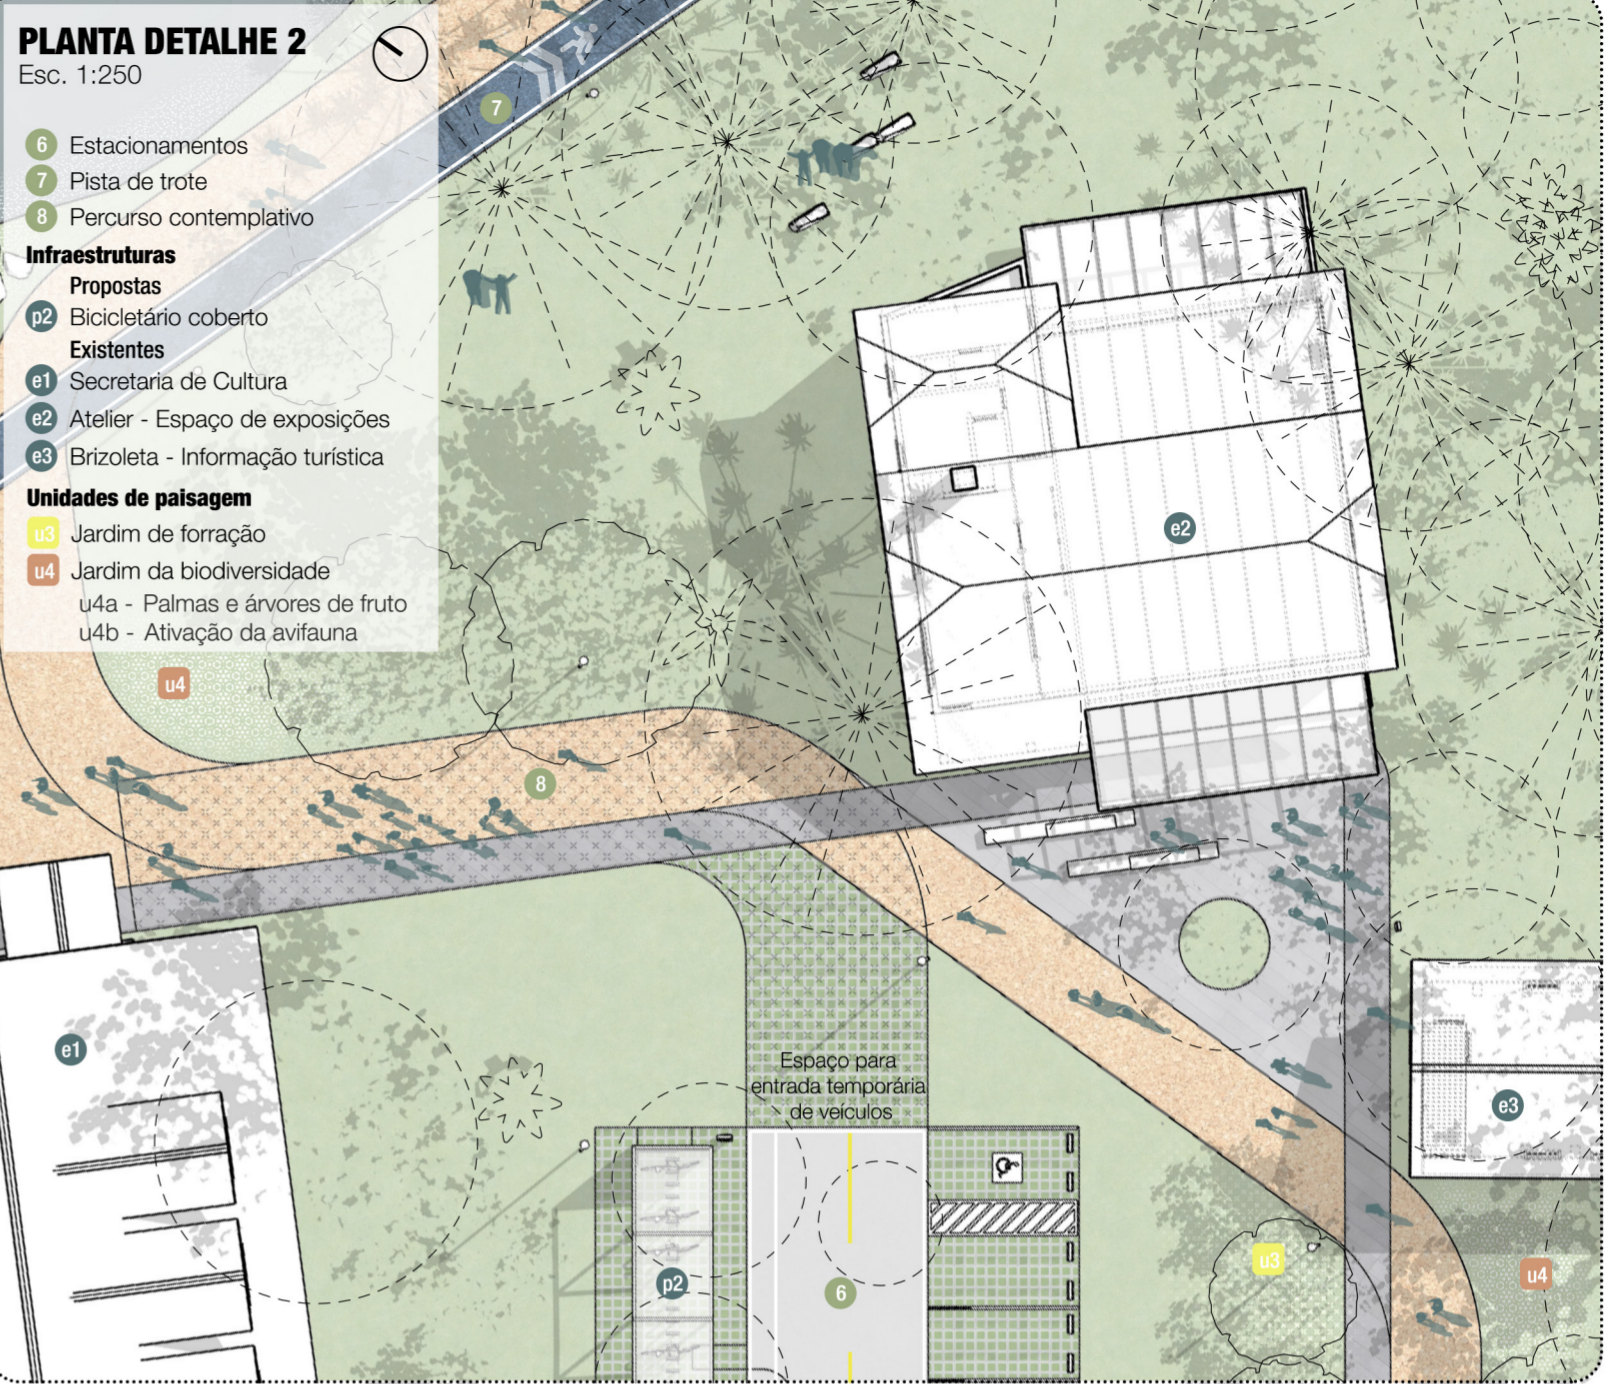 PLANTA DETALHE 2
Esc. 1:250
6 Estacionamentos
7 Pista de trote
8 Percurso contemplativo
Infraestruturas
Propostas
p2 Bicicletário coberto
Existentes
e1 Secretaria de Cultura
e2 Atelier - Espaço de exposições
e3 Brizoleta - Informação turística
Unidades de paisagem
u3 Jardim de forração
u4 Jardim da biodiversidade
u4a - Palmas e árvores de fruto
u4b - Ativação da avifauna
7
e2
u4
8
e1
Espaço para
entrada temporária
de veículos
e3
p2
6
u3
u4